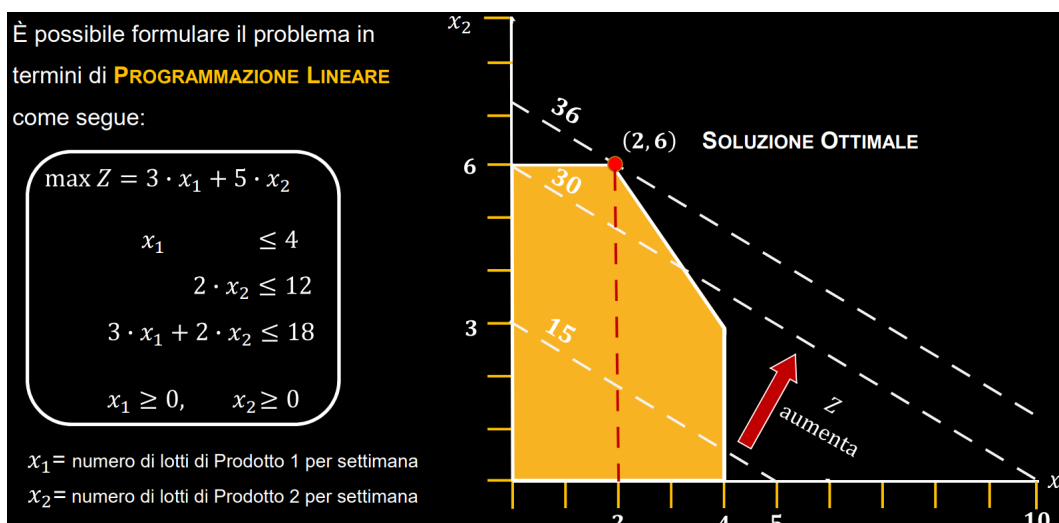 È possibile formulare il problema in
termini di PROGRAMMAZIONE LINEARE
come segue:
max Z = 3 · x₁ + 5 · x₂
x₁ ≤ 4
2 · x₂ ≤ 12
3 · x₁ + 2 · x₂ ≤ 18
x₁ ≥ 0, x₂ ≥ 0
x₁= numero di lotti di Prodotto 1 per settimana
x₂= numero di lotti di Prodotto 2 per settimana
x₂
36
(2, 6) SOLUZIONE OTTIMALE
6
30
3
15
Z
aumenta
x
2 4 5 10